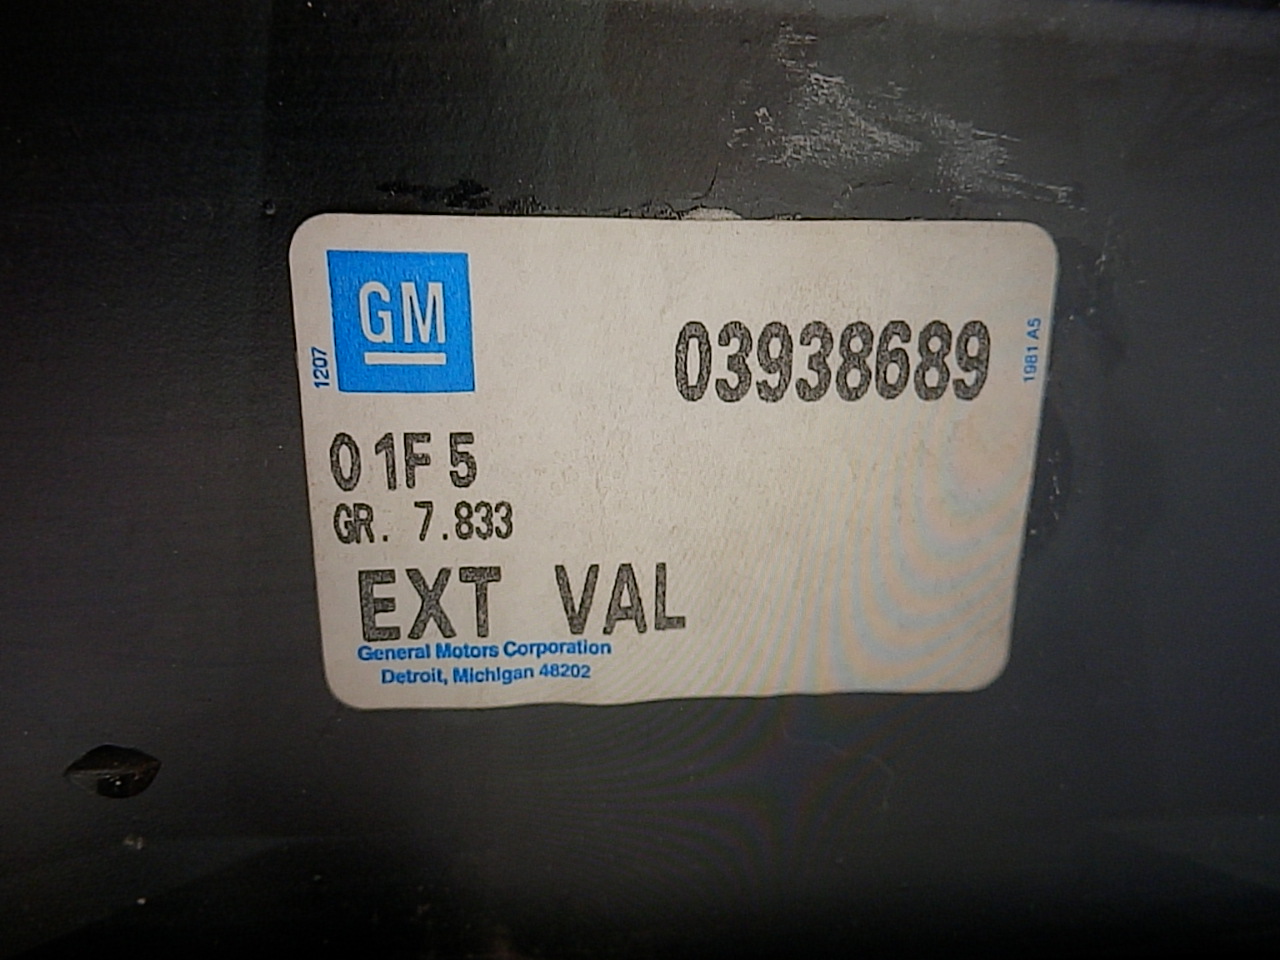 GM
1207
03938689
1981 A5
01F5
GR. 7.833
EXT VAL
General Motors Corporation
Detroit, Michigan 48202